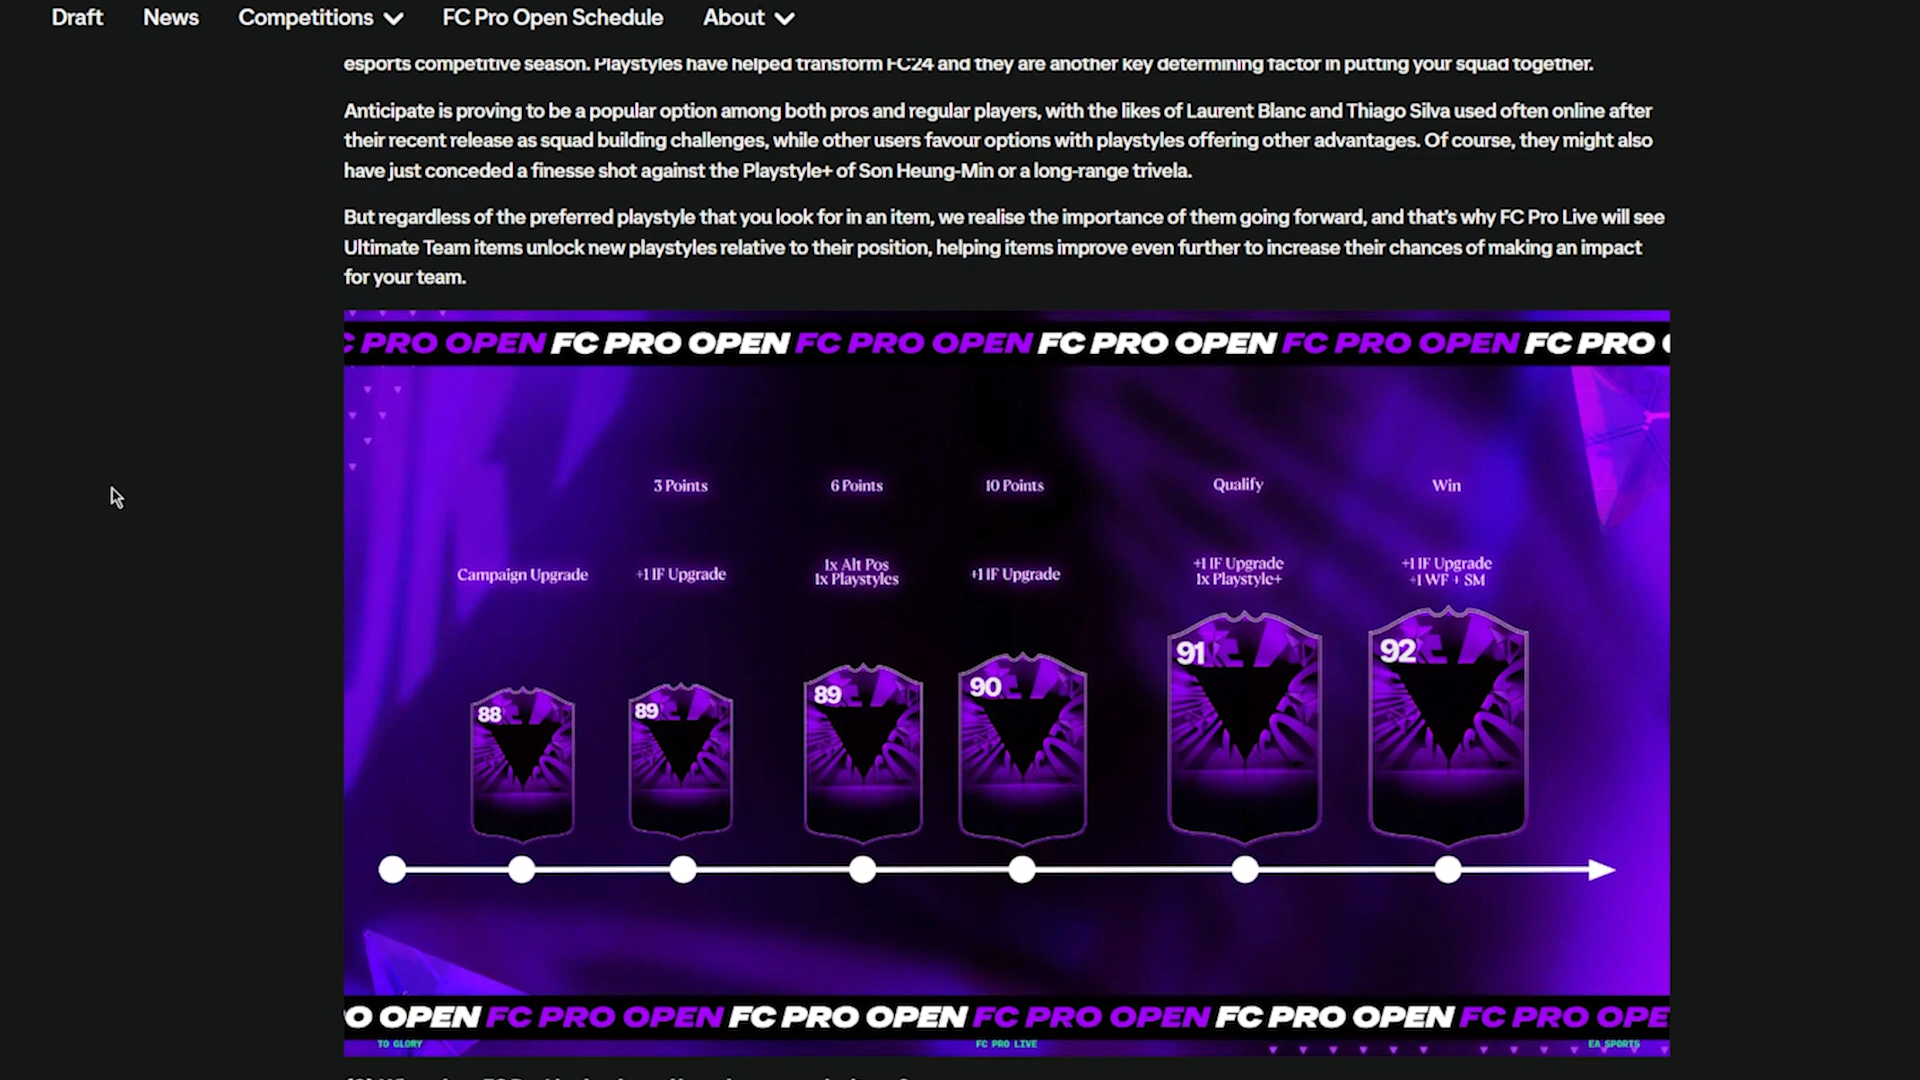 Draft News Competitions FC Pro Open Schedule About
esports competitive season. Playstyles have helped transform FC24 and they are another key determining factor in putting your squad together.
Anticipate is proving to be a popular option among both pros and regular players, with the likes of Laurent Blanc and Thiago Silva used often online after
their recent release as squad building challenges, while other users favour options with playstyles offering other advantages. Of course, they might also
have just conceded a finesse shot against the Playstyle+ of Son Heung-Min or a long-range trivela.
But regardless of the preferred playstyle that you look for in an item, we realise the importance of them going forward, and that's why FC Pro Live will see
Ultimate Team items unlock new playstyles relative to their position, helping items improve even further to increase their chances of making an impact
for your team.
C PRO OPEN FC PRO OPEN FC PRO OPEN FC PRO OPEN FC PRO OPEN FC PRO O
3 Points 6 Points 10 Points Qualify Win
Campaign Upgrade +1 IF Upgrade 1x Alt Pos +1 IF Upgrade +1 IF Upgrade +1 IF Upgrade
1x Playstyles 1x Playstyle+ +1 WF + SM
88 89 89 90 91 92
O OPEN FC PRO OPEN FC PRO OPEN FC PRO OPEN FC PRO OPEN FC PRO OPE
TO GLORY FC PRO LIVE EA SPORTS